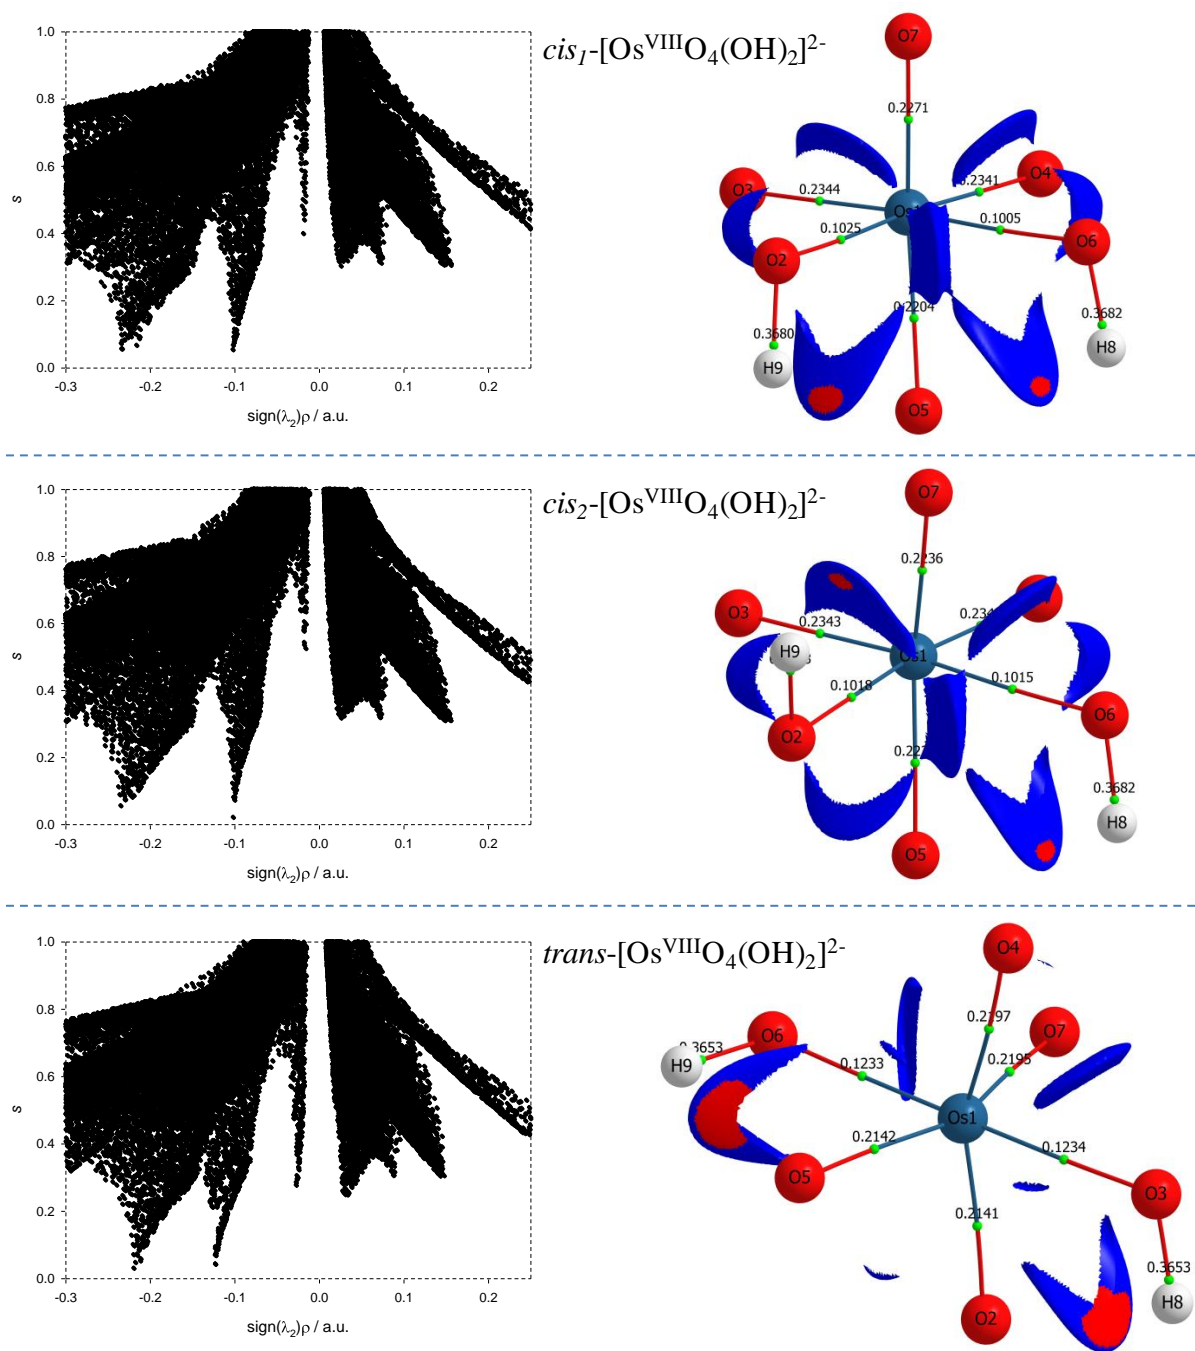 cis1-[OsVIIIO4(OH)2]2-
1.0
0.8
0.6
0.4
0.2
0.0
s
-0.3 -0.2 -0.1 0.0 0.1 0.2
sign(λ2)ρ / a.u.
O7
0.2271
O3
0.2344
O4
0.2341
Os1
0.1025
0.1005
O2
O6
0.2204
0.3680
0.3682
H9
H8
O5
cis2-[OsVIIIO4(OH)2]2-
1.0
0.8
0.6
0.4
0.2
0.0
s
-0.3 -0.2 -0.1 0.0 0.1 0.2
sign(λ2)ρ / a.u.
O7
0.2236
O3
0.2343
H9
Os1
0.1018
0.1015
O2
O6
0.3682
H8
O5
trans-[OsVIIIO4(OH)2]2-
1.0
0.8
0.6
0.4
0.2
0.0
s
-0.3 -0.2 -0.1 0.0 0.1 0.2
sign(λ2)ρ / a.u.
O4
0.2197
O6
O7
0.3653
H9
0.1233
0.2195
Os1
0.2142
0.1234
O5
O3
0.2141
0.3653
H8
O2